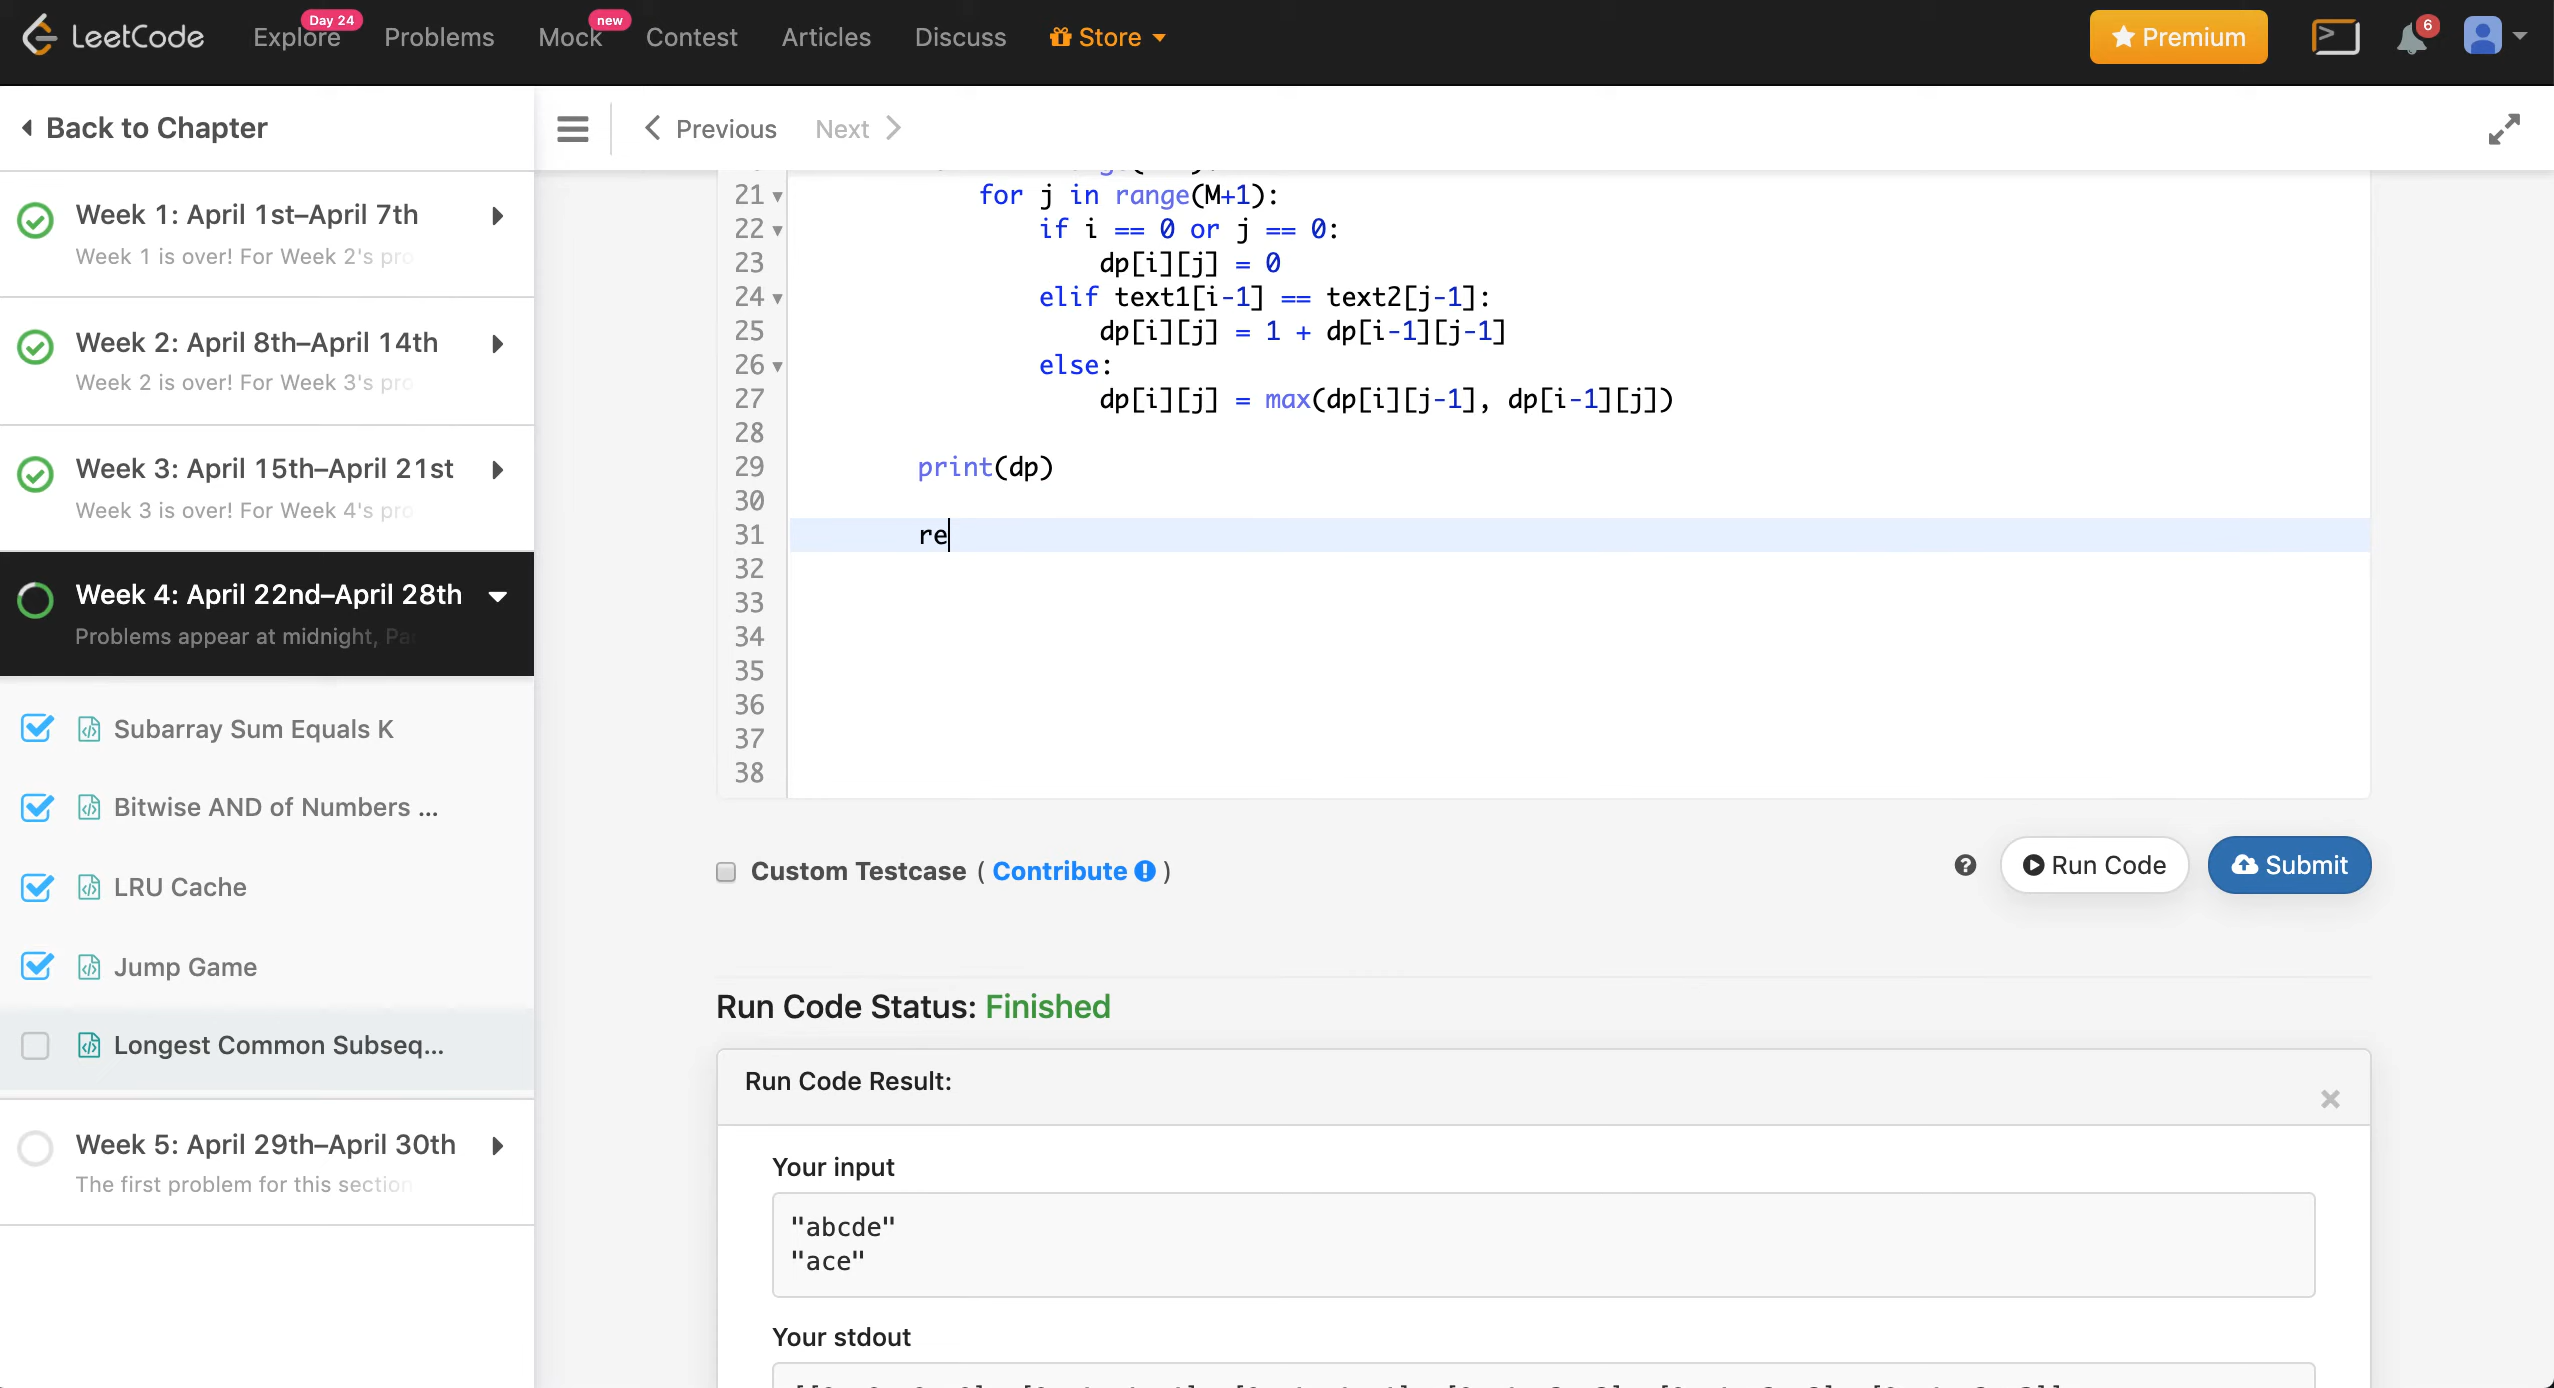 LeetCode
Explore
Day 24
Problems
Mock
new
Contest
Articles
Discuss
Store
Premium
6
Back to Chapter
Previous
Next
Week 1: April 1st–April 7th
Week 1 is over! For Week 2's pro
Week 2: April 8th–April 14th
Week 2 is over! For Week 3's pro
Week 3: April 15th–April 21st
Week 3 is over! For Week 4's pro
Week 4: April 22nd–April 28th
Problems appear at midnight, Pa
Subarray Sum Equals K
Bitwise AND of Numbers ...
LRU Cache
Jump Game
Longest Common Subseq...
Week 5: April 29th–April 30th
The first problem for this section
21 for j in range(M+1):
22 if i == 0 or j == 0:
23 dp[i][j] = 0
24 elif text1[i-1] == text2[j-1]:
25 dp[i][j] = 1 + dp[i-1][j-1]
26 else:
27 dp[i][j] = max(dp[i][j-1], dp[i-1][j])
28
29 print(dp)
30
31 re
32
33
34
35
36
37
38
Custom Testcase ( Contribute )
Run Code
Submit
Run Code Status: Finished
Run Code Result:
×
Your input
"abcde"
"ace"
Your stdout